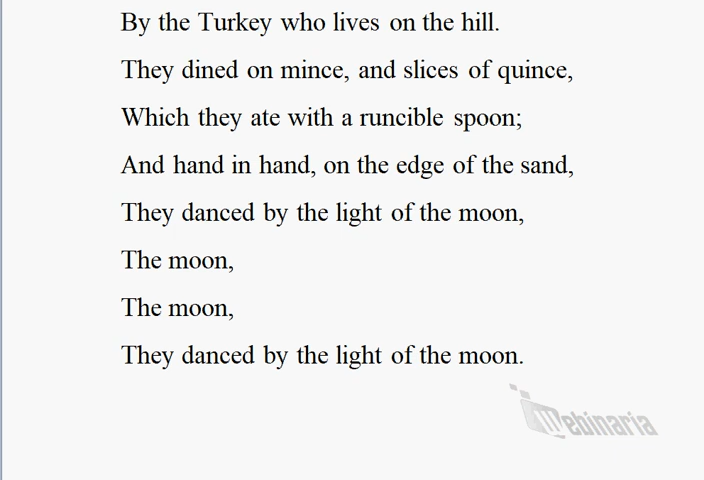 By the Turkey who lives on the hill.
They dined on mince, and slices of quince,
Which they ate with a runcible spoon;
And hand in hand, on the edge of the sand,
They danced by the light of the moon,
The moon,
The moon,
They danced by the light of the moon.
Webinaria